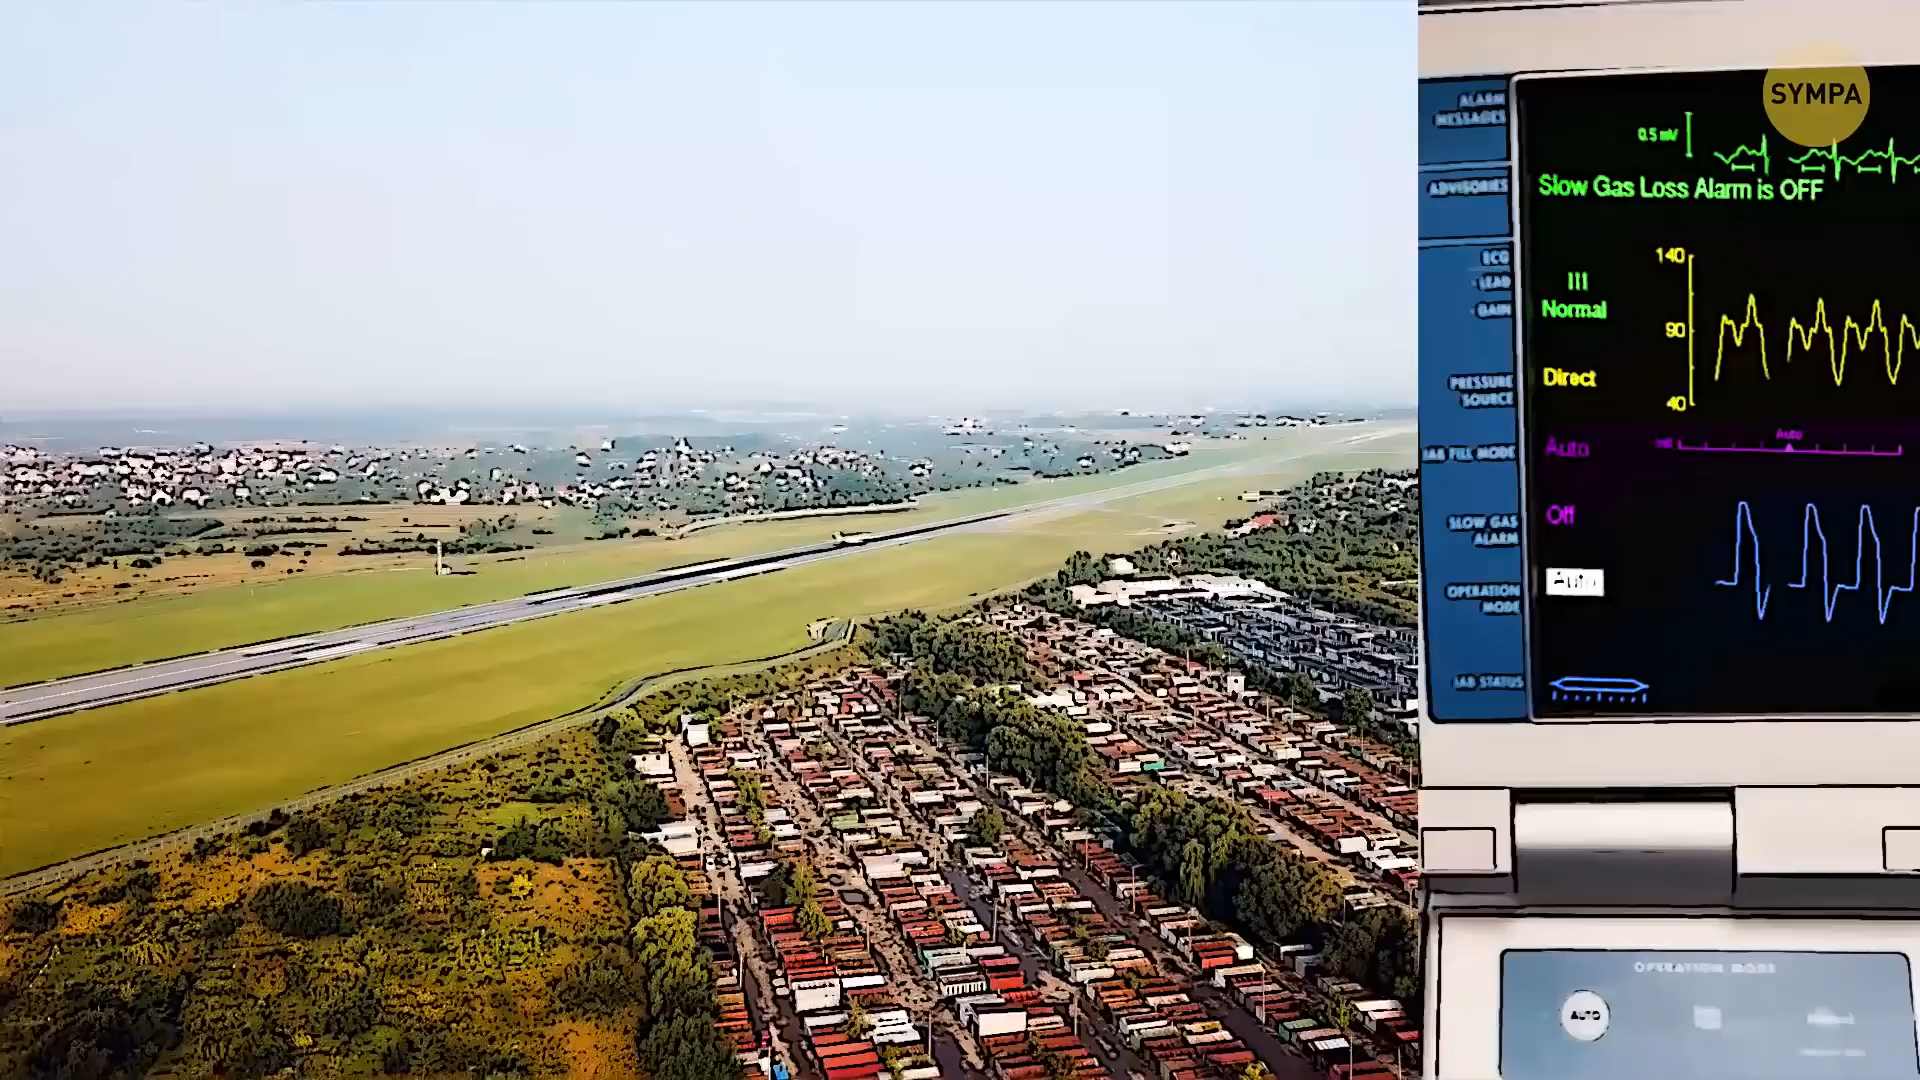 SYMPA
ALARM
MESSAGES
0.5 mV
ADVISORIES
Slow Gas Loss Alarm is OFF
ECG
LEAD
GAIN
III
Normal
140
90
40
PRESSURE
SOURCE
Direct
IAB FILL MODE
Auto
Auto
SLOW GAS
ALARM
Off
OPERATION
MODE
Auto
IAB STATUS
OPERATION MODE
AUTO